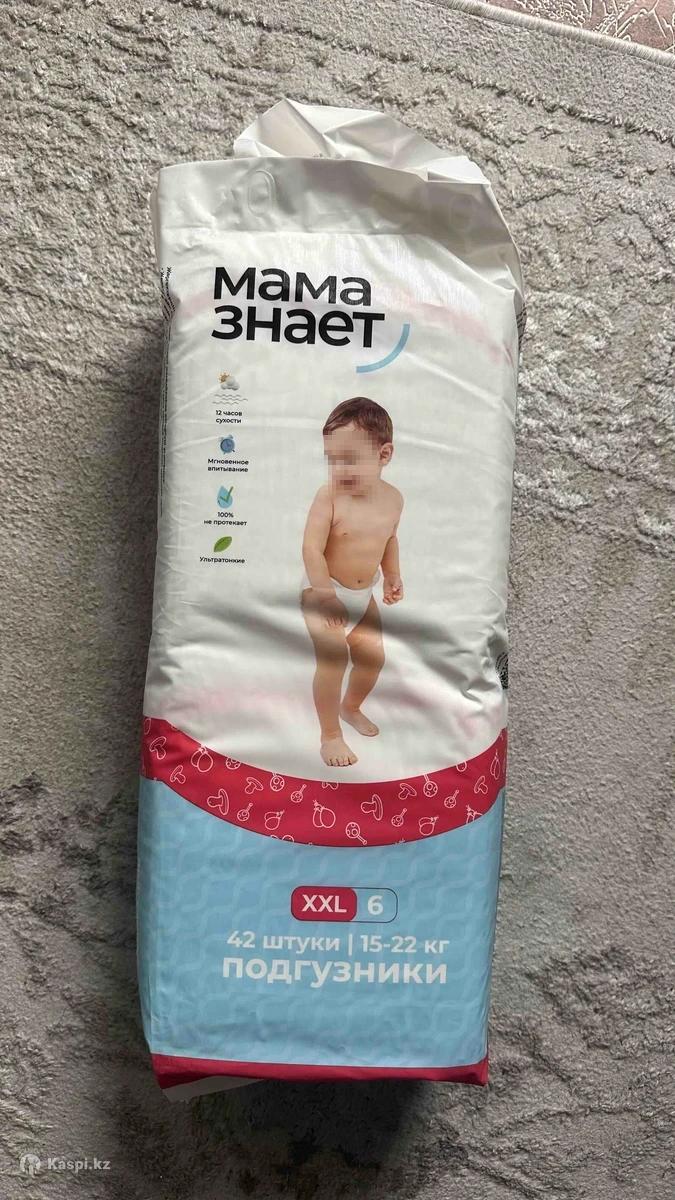 мама
знает
12 часов
сухости
Мгновенное
впитывание
100%
не протекает
Ультратонкие
XXL 6
42 штуки | 15-22 кг
подгузники
Kaspi.kz